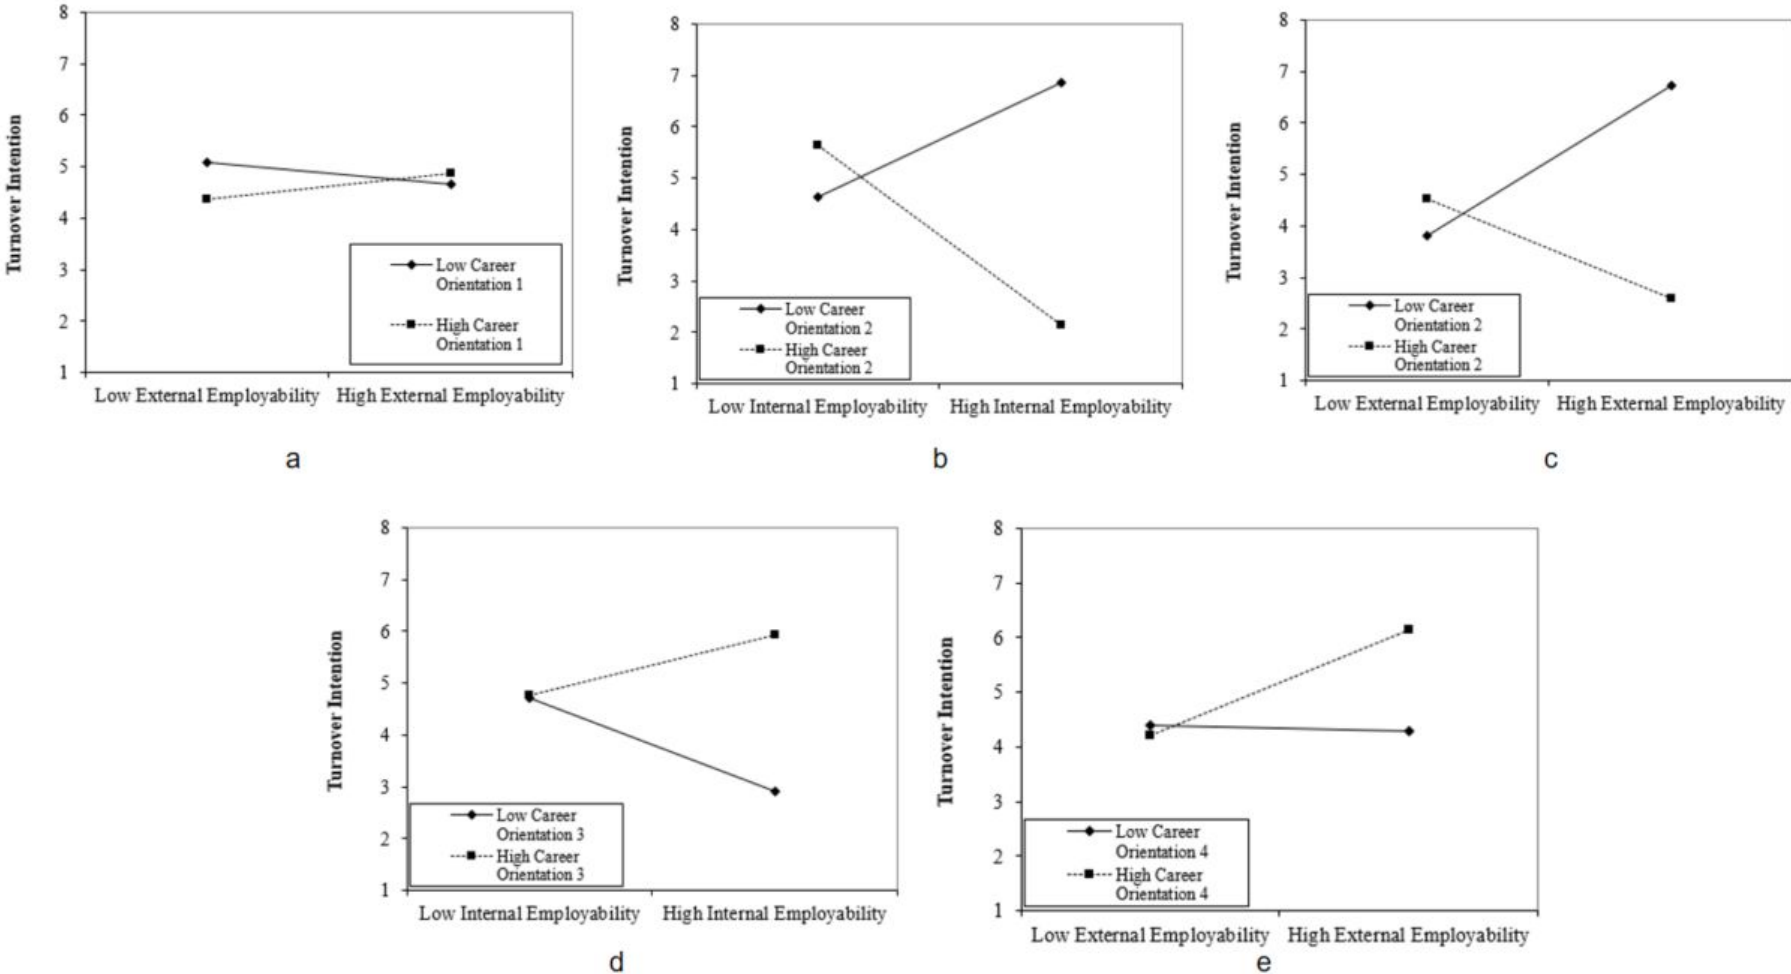 8
7
6
5
4
3
2
1
Turnover Intention
Low Career
Orientation 1
High Career
Orientation 1
Low External Employability
High External Employability
a
8
7
6
5
4
3
2
1
Turnover Intention
Low Career
Orientation 2
High Career
Orientation 2
Low Internal Employability
High Internal Employability
b
8
7
6
5
4
3
2
1
Turnover Intention
Low Career
Orientation 2
High Career
Orientation 2
Low External Employability
High External Employability
c
8
7
6
5
4
3
2
1
Turnover Intention
Low Career
Orientation 3
High Career
Orientation 3
Low Internal Employability
High Internal Employability
d
8
7
6
5
4
3
2
1
Turnover Intention
Low Career
Orientation 4
High Career
Orientation 4
Low External Employability
High External Employability
e